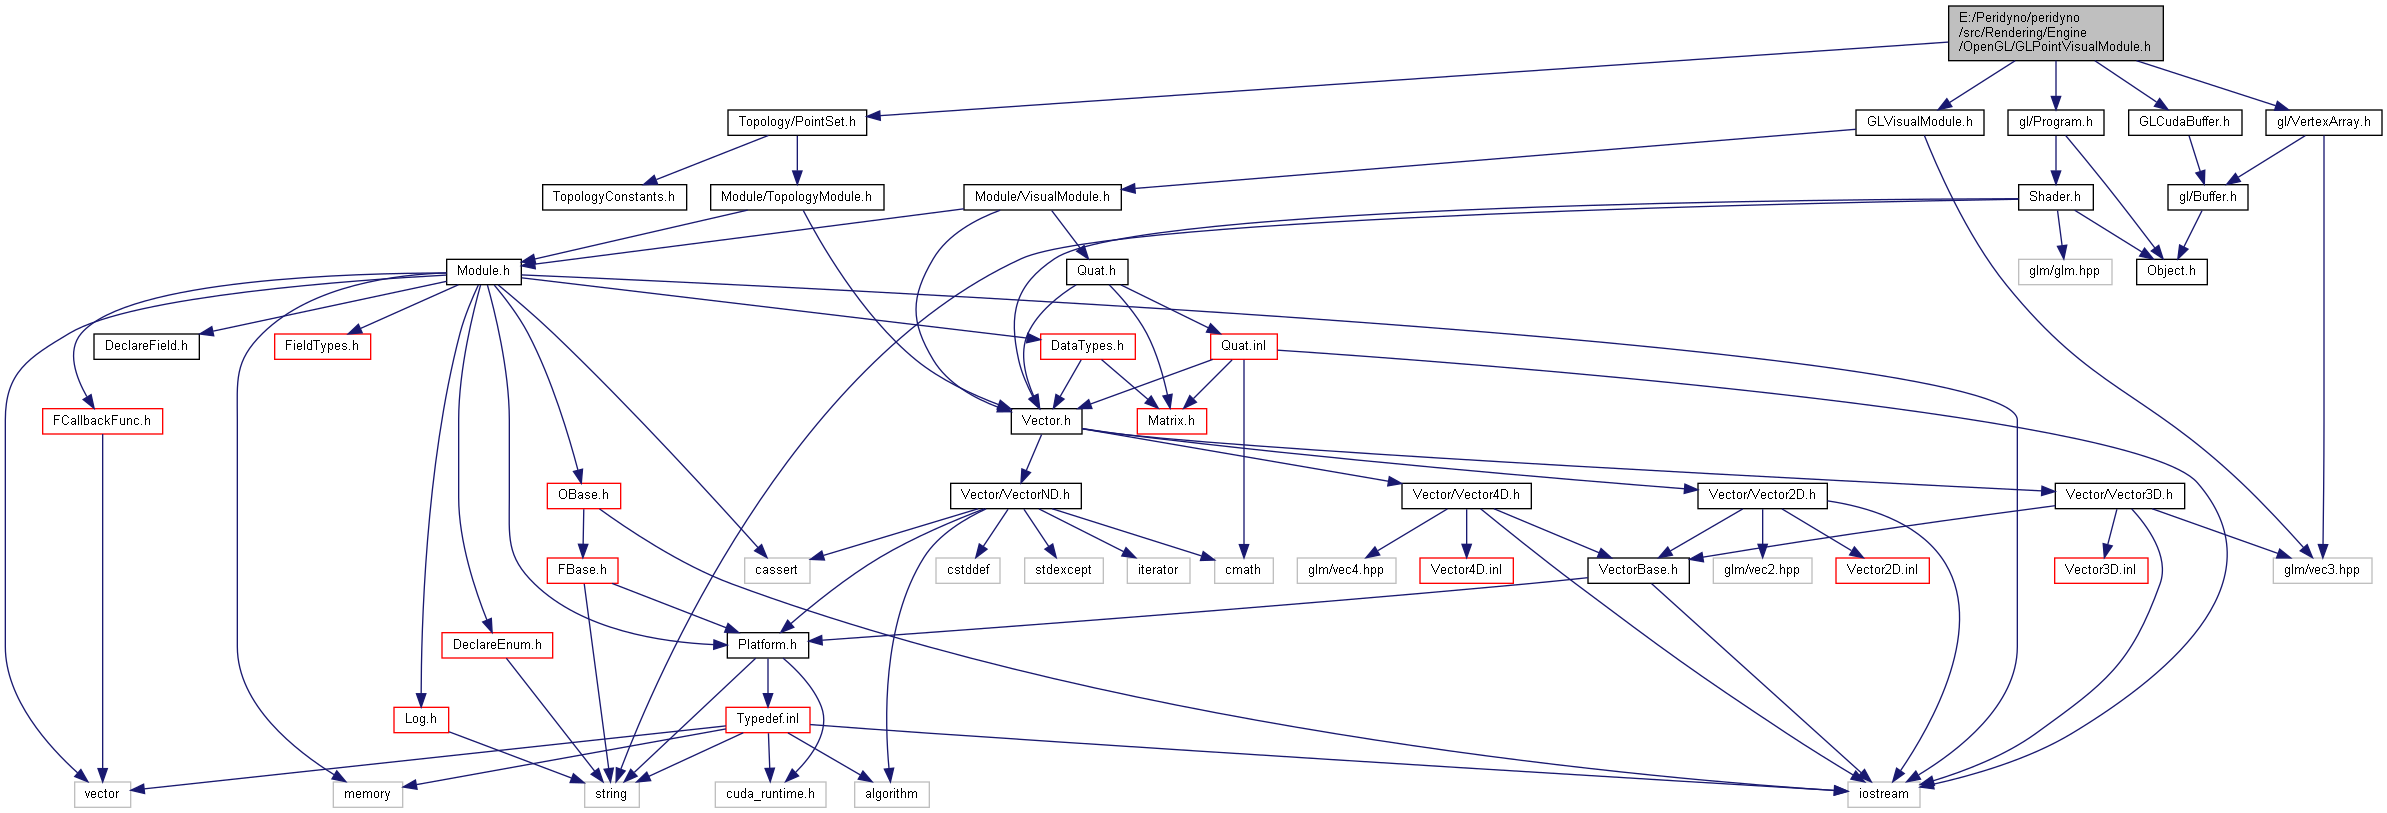 E:/Peridyno/peridyno
/src/Rendering/Engine
/OpenGL/GLPointVisualModule.h
Topology/PointSet.h
GLVisualModule.h
gl/Program.h
GLCudaBuffer.h
gl/VertexArray.h
TopologyConstants.h
Module/TopologyModule.h
Module/VisualModule.h
Shader.h
gl/Buffer.h
Module.h
Quat.h
glm/glm.hpp
Object.h
DeclareField.h
FieldTypes.h
DataTypes.h
Quat.inl
FCallbackFunc.h
Vector.h
Matrix.h
OBase.h
Vector/VectorND.h
Vector/Vector4D.h
Vector/Vector2D.h
Vector/Vector3D.h
FBase.h
cassert
cstddef
stdexcept
iterator
cmath
glm/vec4.hpp
Vector4D.inl
VectorBase.h
glm/vec2.hpp
Vector2D.inl
Vector3D.inl
glm/vec3.hpp
DeclareEnum.h
Platform.h
Log.h
Typedef.inl
vector
memory
string
cuda_runtime.h
algorithm
iostream